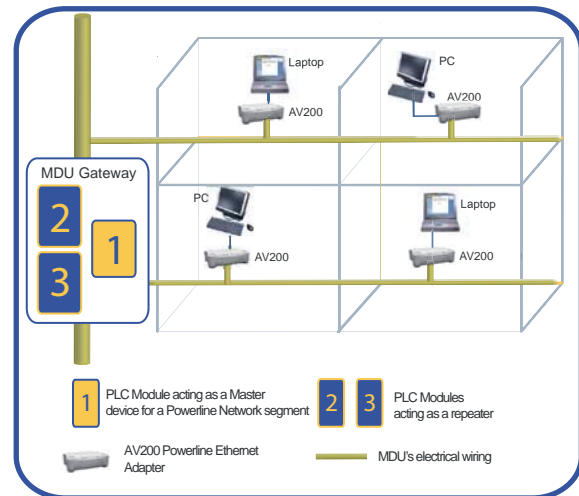 Laptop
PC
AV200
AV200
MDU Gateway
2
1
3
PC
Laptop
AV200
AV200
1
PLC Module acting as a Master
device for a Powerline Network segment
2
3
PLC Modules
acting as a repeater
AV200 Powerline Ethernet
Adapter
MDU's electrical wiring